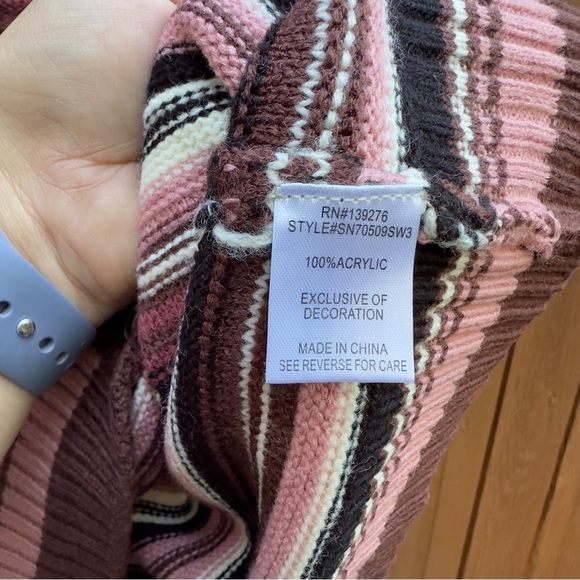 RN#139276
STYLE#SN70509SW3
100%ACRYLIC
EXCLUSIVE OF
DECORATION
MADE IN CHINA
SEE REVERSE FOR CARE